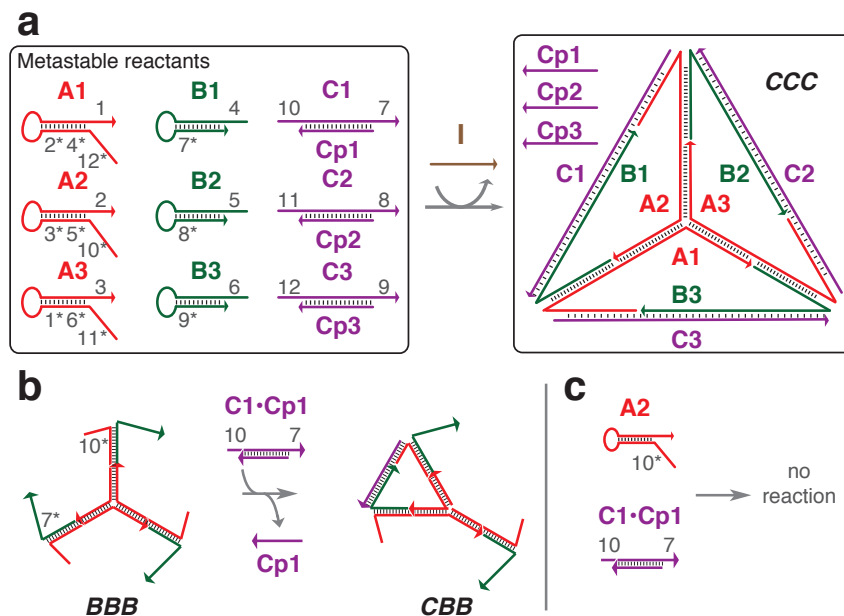 a
Metastable reactants
A1
1
2* 4*
12*
B1
4
7*
C1
10 7
Cp1
A2
2
3* 5*
10*
B2
5
8*
C2
11 8
Cp2
A3
3
1* 6*
11*
B3
6
9*
C3
12 9
Cp3
I
Cp1
Cp2
Cp3
CCC
C1
B1
A2
A3
B2
C2
A1
B3
C3
b
10*
7*
BBB
C1•Cp1
10 7
Cp1
CBB
c
A2
10*
C1•Cp1
10 7
no
reaction